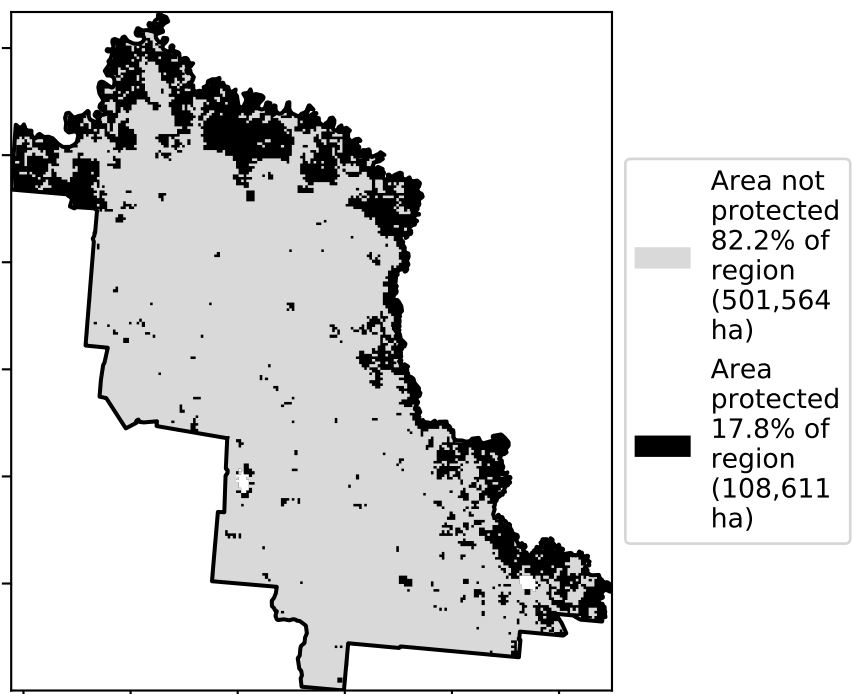 Area not
protected
82.2% of
region
(501,564
ha)
Area
protected
17.8% of
region
(108,611
ha)